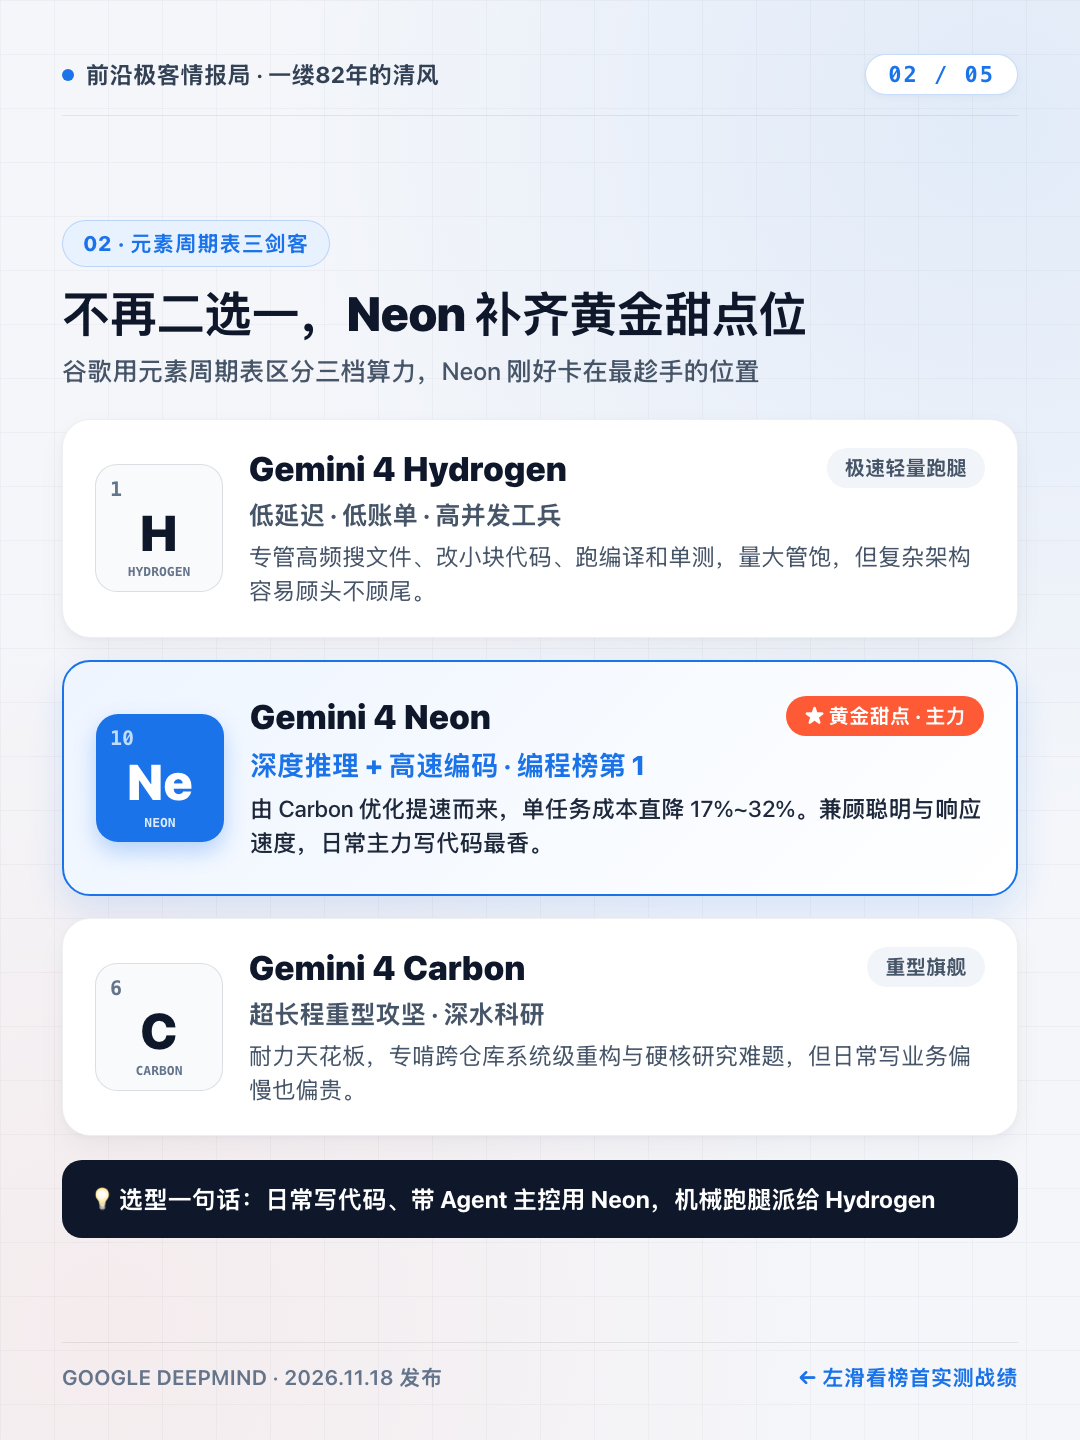 前沿极客情报局 · 一缕82年的清风
02 / 05
02 · 元素周期表三剑客
不再二选一，Neon 补齐黄金甜点位
谷歌用元素周期表区分三档算力，Neon 刚好卡在最趁手的位置
1
H
HYDROGEN
Gemini 4 Hydrogen
极速轻量跑腿
低延迟 · 低账单 · 高并发工兵
专管高频搜文件、改小块代码、跑编译和单测，量大管饱，但复杂架构
容易顾头不顾尾。
10
Ne
NEON
Gemini 4 Neon
★ 黄金甜点 · 主力
深度推理 + 高速编码 · 编程榜第 1
由 Carbon 优化提速而来，单任务成本直降 17%~32%。兼顾聪明与响应
速度，日常主力写代码最香。
6
C
CARBON
Gemini 4 Carbon
重型旗舰
超长程重型攻坚 · 深水科研
耐力天花板，专啃跨仓库系统级重构与硬核研究难题，但日常写业务偏
慢也偏贵。
💡 选型一句话：日常写代码、带 Agent 主控用 Neon，机械跑腿派给 Hydrogen
GOOGLE DEEPMIND · 2026.11.18 发布
← 左滑看榜首实测战绩